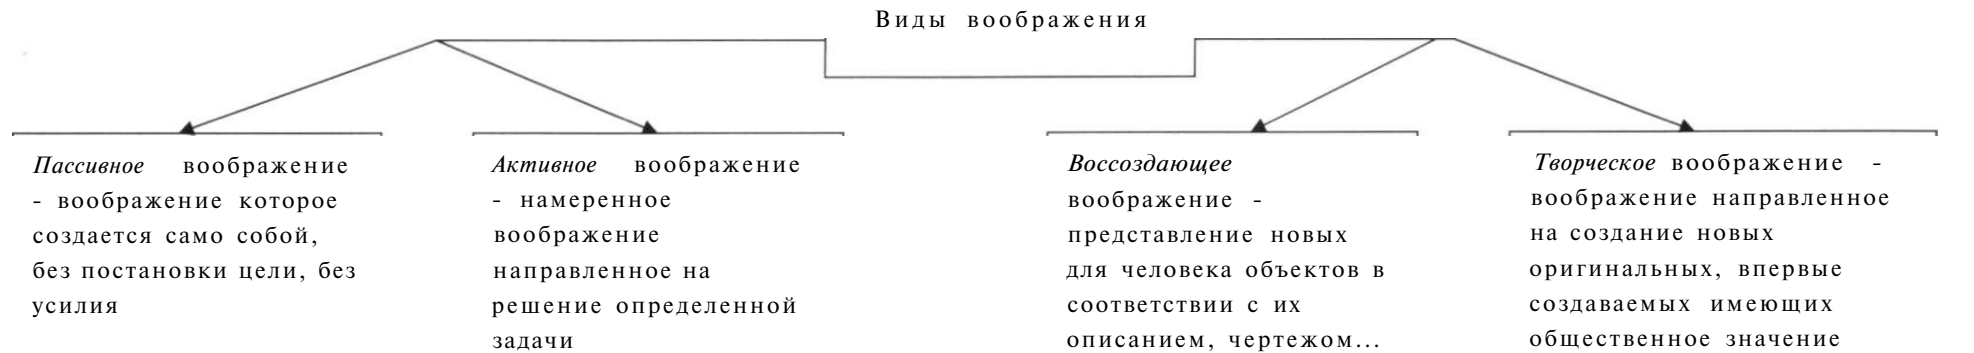 Виды воображения
Пассивное воображение
- воображение которое
создается само собой,
без постановки цели, без
усилия
Активное воображение
- намеренное
воображение
направленное на
решение определенной
задачи
Воссоздающее
воображение -
представление новых
для человека объектов в
соответствии с их
описанием, чертежом...
Творческое воображение -
воображение направленное
на создание новых
оригинальных, впервые
создаваемых имеющих
общественное значение